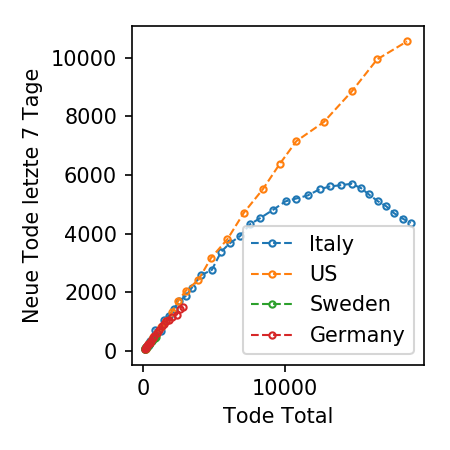 Neue Tode letzte 7 Tage
10000
8000
6000
4000
2000
0
Italy
US
Sweden
Germany
0 10000
Tode Total